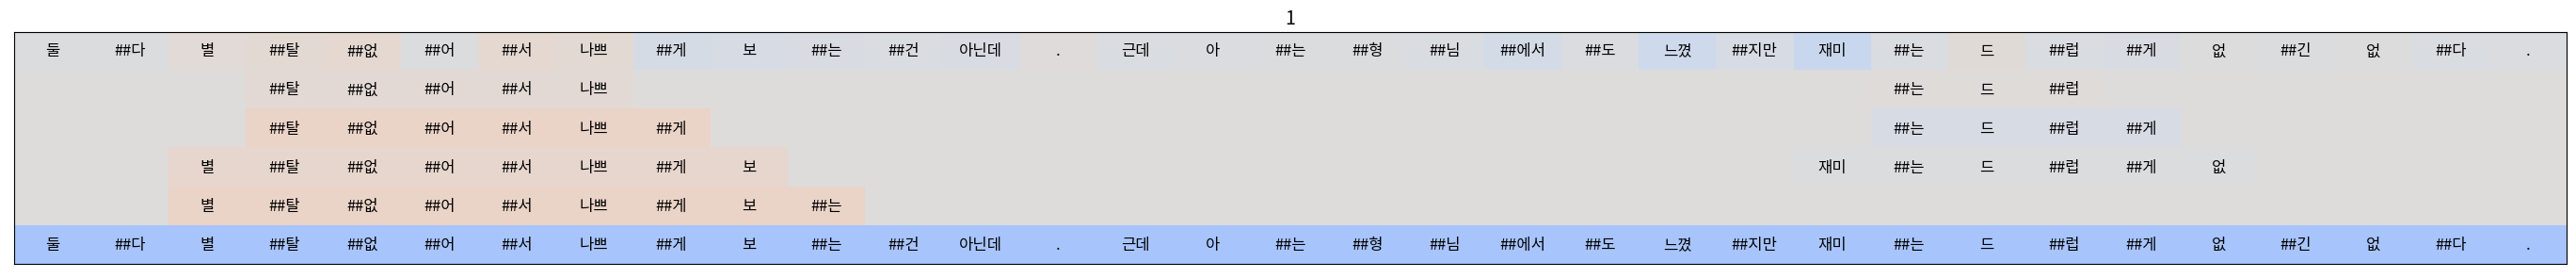 1
둘 ##다 별 ##탈 ##없 ##어 ##서 나쁘 ##게 보 ##는 ##건 아닌데 . 근데 아 ##는 ##형 ##님 ##에서 ##도 느꼈 ##지만 재미 ##는 드 ##럽 ##게 없 ##긴 없 ##다 .
##탈 ##없 ##어 ##서 나쁘 ##는 드 ##럽
##탈 ##없 ##어 ##서 나쁘 ##게 ##는 드 ##럽 ##게
별 ##탈 ##없 ##어 ##서 나쁘 ##게 보 재미 ##는 드 ##럽 ##게 없
별 ##탈 ##없 ##어 ##서 나쁘 ##게 보 ##는
둘 ##다 별 ##탈 ##없 ##어 ##서 나쁘 ##게 보 ##는 ##건 아닌데 . 근데 아 ##는 ##형 ##님 ##에서 ##도 느꼈 ##지만 재미 ##는 드 ##럽 ##게 없 ##긴 없 ##다 .